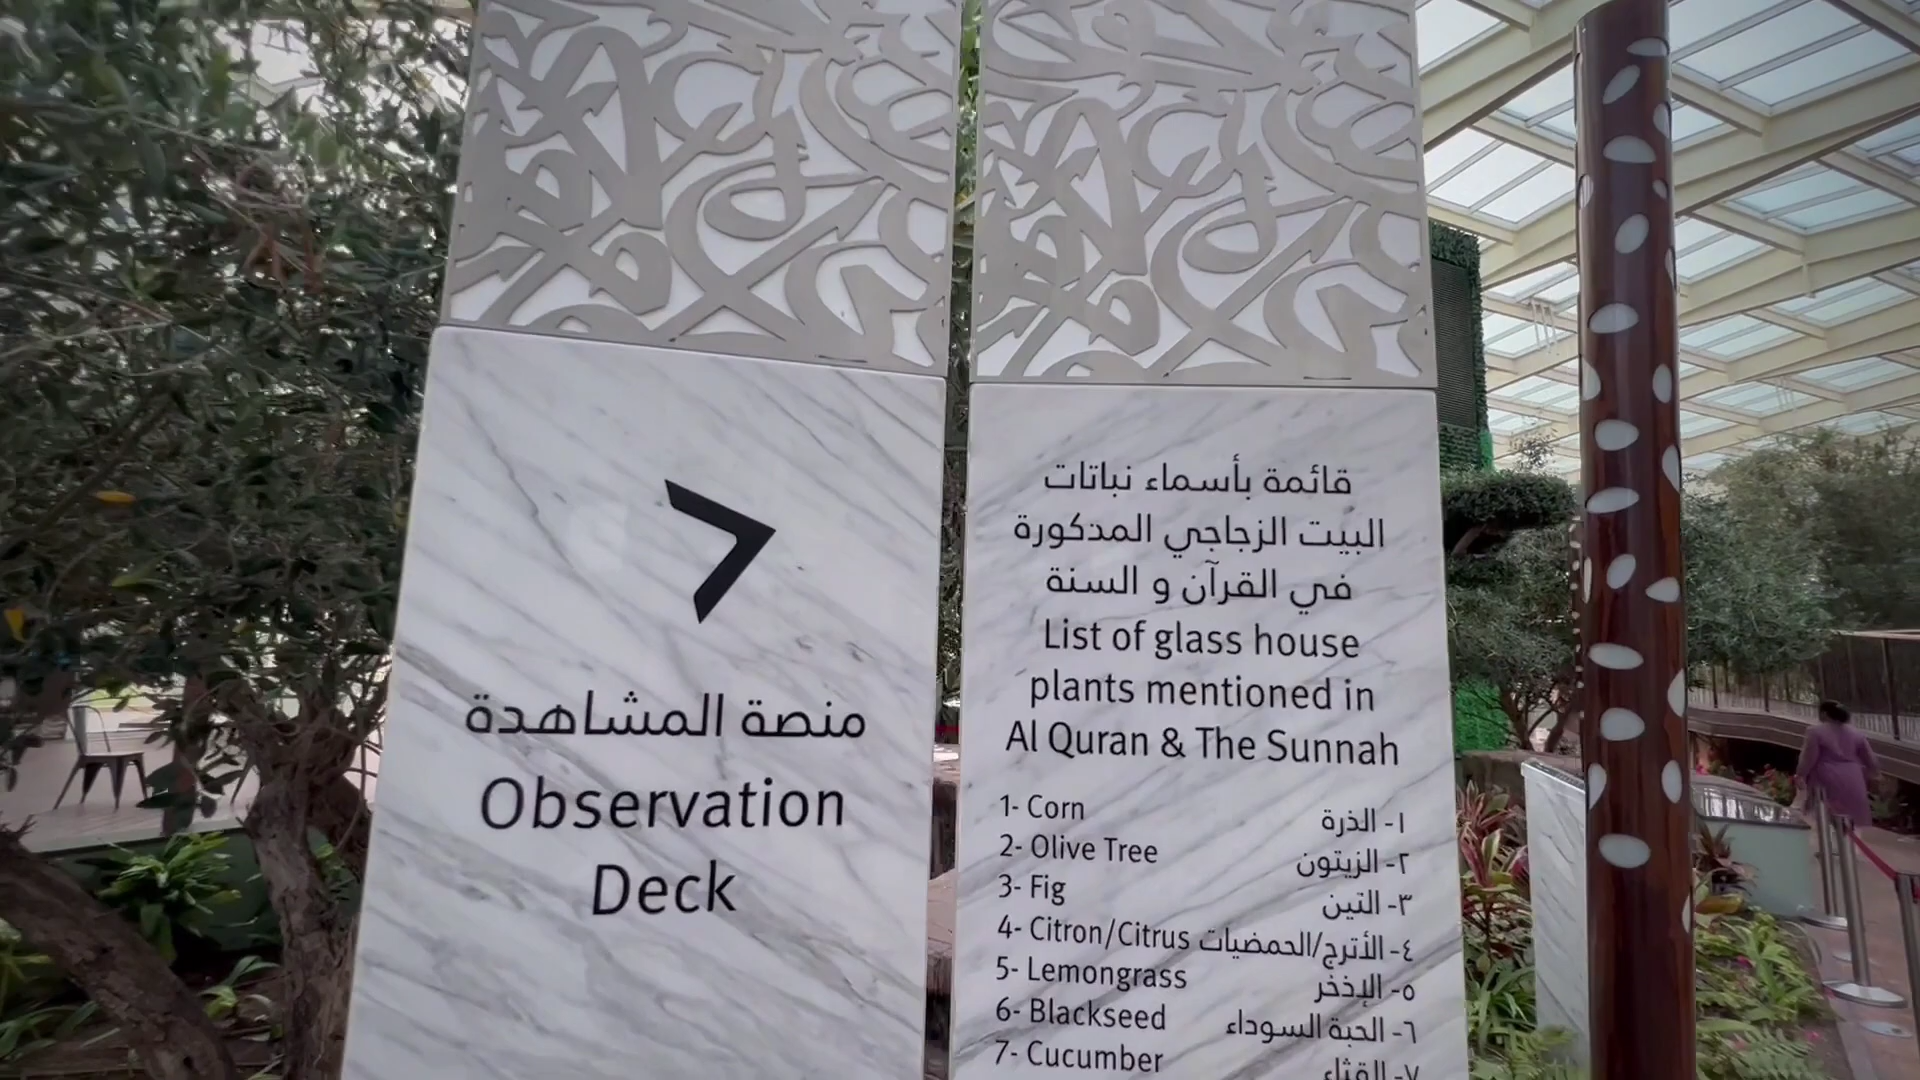 منصة المشاهدة
Observation
Deck
قائمة بأسماء نباتات
البيت الزجاجي المذكورة
في القرآن و السنة
List of glass house
plants mentioned in
Al Quran & The Sunnah
1- Corn ١- الذرة
2- Olive Tree ٢- الزيتون
3- Fig ٣- التين
4- Citron/Citrus ٤- الأترج/الحمضيات
5- Lemongrass ٥- الإذخر
6- Blackseed ٦- الحبة السوداء
7- Cucumber ٧- القثاء